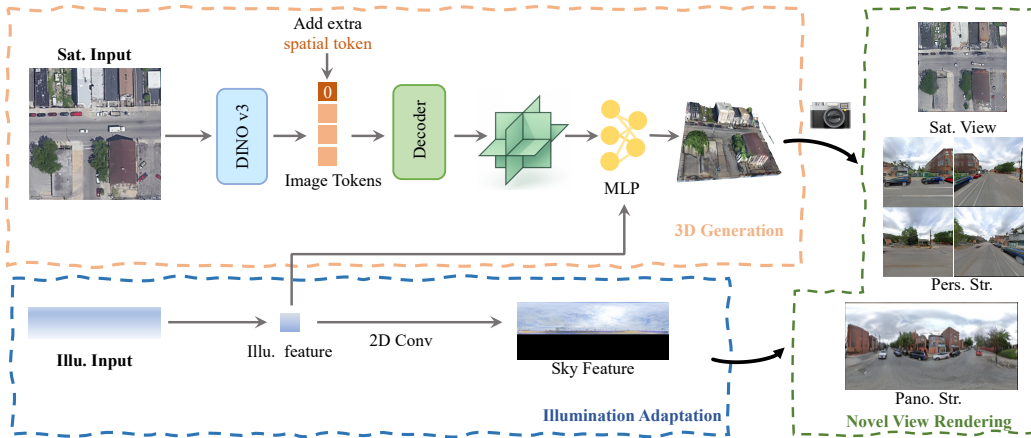 Add extra
spatial token
Sat. Input
0
DINO v3
Decoder
Image Tokens
MLP
3D Generation
Sat. View
Pers. Str.
Illu. Input
Illu. feature
2D Conv
Sky Feature
Illumination Adaptation
Pano. Str.
Novel View Rendering